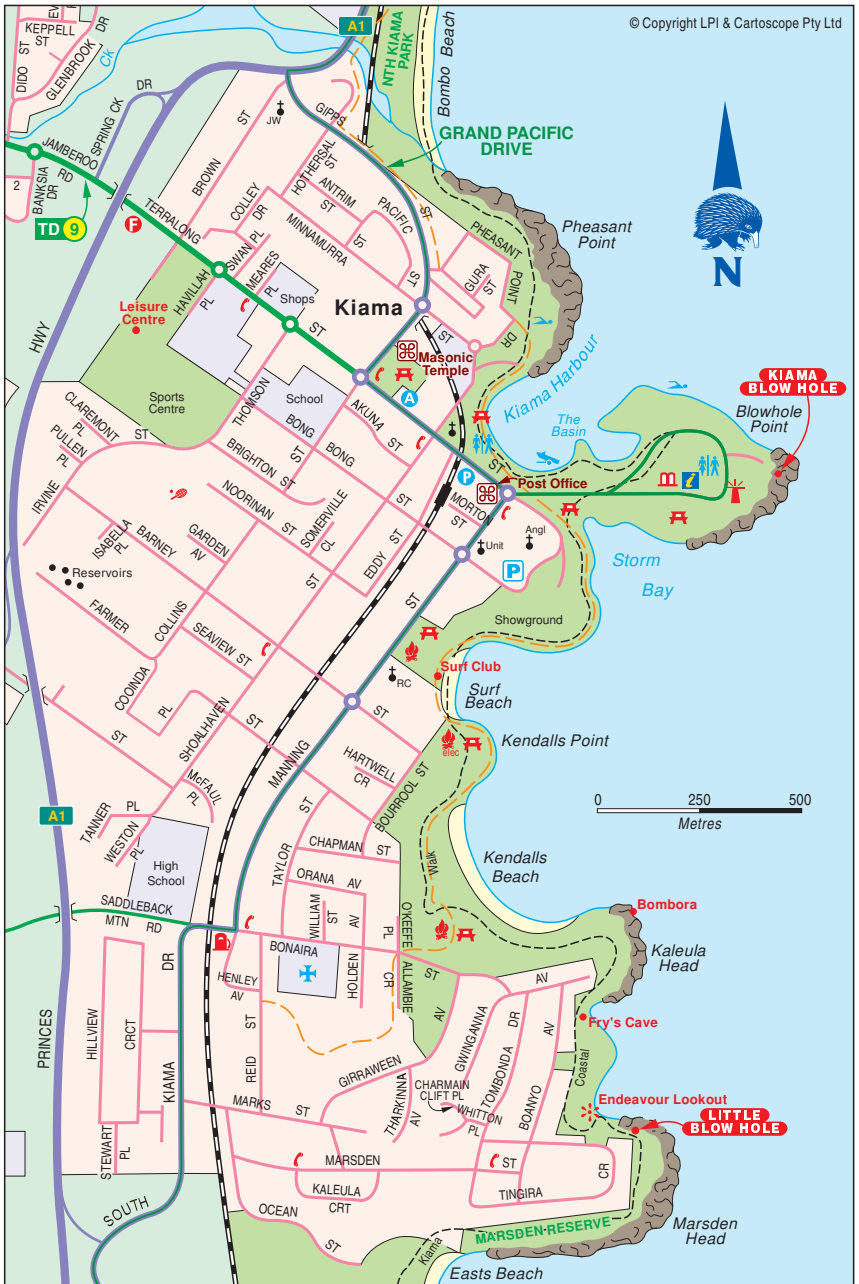 © Copyright LPI & Cartoscope Pty Ltd
A1
KEPPELL
ST
EV
DR
DIDO ST
GLENBROOK
Ck
NTH KIAMA
PARK
Bombo Beach
SPRING CK
DR
JW
GIPPS
ST
GRAND PACIFIC
DRIVE
JAMBEROO
RD
BANKSIA
DR
2
TD 9
F
TERRALONG
BROWN
ST
HOTHERSAL
ST
ANTRIM
ST
COLLEY
DR
MINNAMURRA
ST
PACIFIC
ST
PHEASANT
POINT
DR
GURA
ST
Pheasant
Point
N
SWAN PL
MEARES
PL
HAVILLAH
PL
Shops
ST
Kiama
Leisure
Centre
HWY
ST
Masonic
Temple
Kiama Harbour
KIAMA
BLOW HOLE
Blowhole
Point
The
Basin
Sports
Centre
THOMSON
ST
School
AKUNA
ST
A
BONG
BONG
ST
CLAREMONT
ST
PL
PULLEN
PL
IRVINE
BRIGHTON ST
NOORINAN
ST
SOMERVILLE
CL
EDDY
ST
P
ST
Post Office
MORTON
ST
i
Unit
Angl
P
Storm
Bay
ISABELLA
PL
BARNEY
GARDEN
AV
Reservoirs
FARMER
COLLINS
SEAVIEW ST
ST
Showground
COOINDA
PL
SHOALHAVEN
ST
ST
RC
Surf Club
Surf
Beach
ST
MANNING
ST
elec
Kendalls Point
HARTWELL
CR
BOURROOL ST
McFAUL
PL
A1
TANNER
PL
WESTON
PL
0 250 500
Metres
High
School
TAYLOR
ST
CHAPMAN
ST
ORANA
AV
Walk
Kendalls
Beach
SADDLEBACK
MTN
RD
WILLIAM
ST
AV
HOLDEN
O'KEEFE
PL
Bombora
BONAIRA
ST
ALLAMBIE
CR
Kaleula
Head
DR
HENLEY
AV
ST
REID
PRINCES
HILLVIEW
CRCT
KIAMA
AV
GWINGANNA
AV
DR
TOMBONDA
AV
BOANYO
Fry's Cave
Coastal
GIRRAWEEN
CHARMAIN
CLIFT PL
THARKINNA
AV
WHITTON
PL
Endeavour Lookout
LITTLE
BLOW HOLE
MARKS
ST
STEWART
PL
MARSDEN
ST
CR
KALEULA
CRT
TINGIRA
SOUTH
OCEAN
ST
Kiama
MARSDEN RESERVE
Marsden
Head
Easts Beach